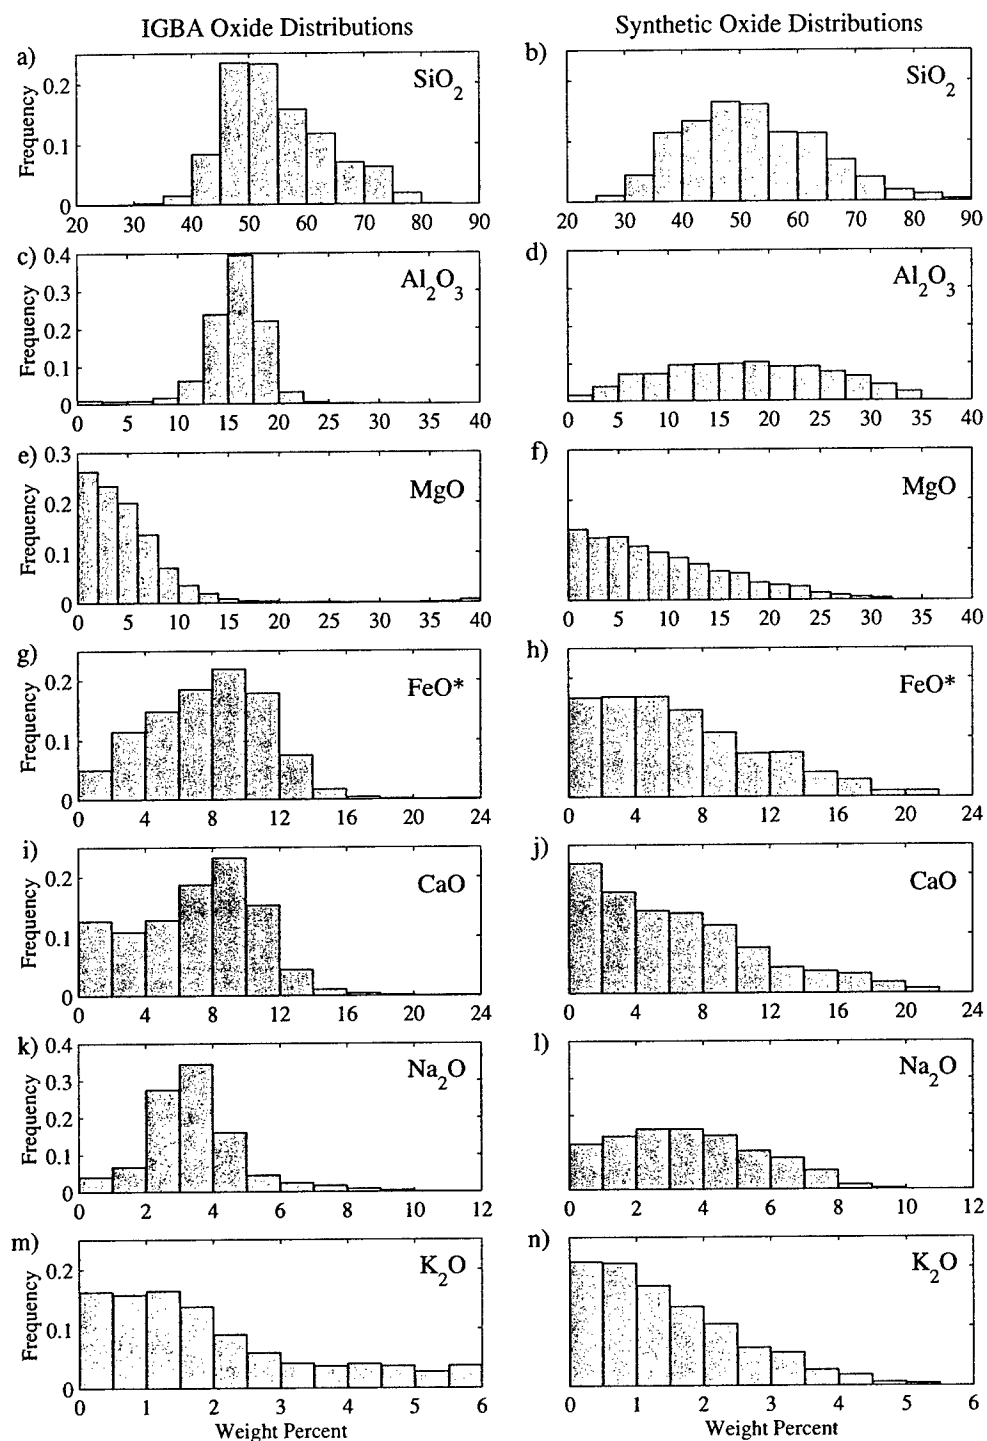 IGBA Oxide Distributions
Synthetic Oxide Distributions
a)
SiO2
Frequency
0.2
0.1
0
20 30 40 50 60 70 80 90
b)
SiO2
20 30 40 50 60 70 80 90
c)
Al2O3
Frequency
0.4
0.3
0.2
0.1
0
0 5 10 15 20 25 30 35 40
d)
Al2O3
0 5 10 15 20 25 30 35 40
e)
MgO
Frequency
0.3
0.2
0.1
0
0 5 10 15 20 25 30 35 40
f)
MgO
0 5 10 15 20 25 30 35 40
g)
FeO*
Frequency
0.2
0.1
0
0 4 8 12 16 20 24
h)
FeO*
0 4 8 12 16 20 24
i)
CaO
Frequency
0.2
0.1
0
0 4 8 12 16 20 24
j)
CaO
0 4 8 12 16 20 24
k)
Na2O
Frequency
0.4
0.3
0.2
0.1
0
0 2 4 6 8 10 12
l)
Na2O
0 2 4 6 8 10 12
m)
K2O
Frequency
0.2
0.1
0
0 1 2 3 4 5 6
Weight Percent
n)
K2O
0 1 2 3 4 5 6
Weight Percent